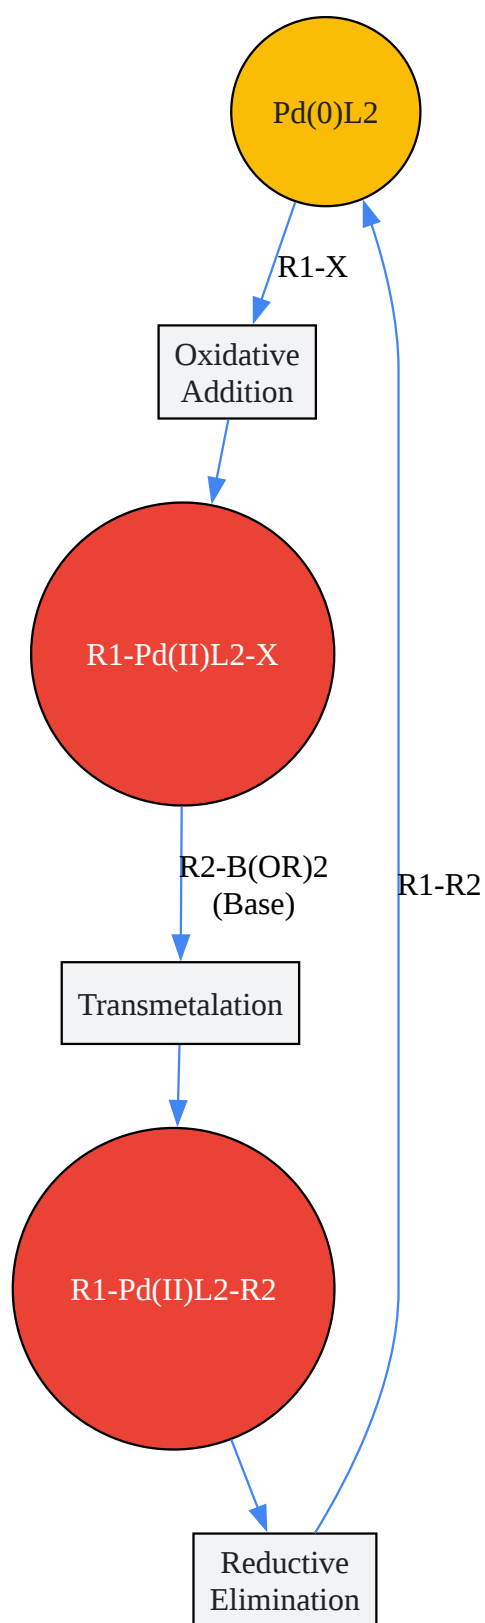 Pd(0)L2
R1-X
Oxidative
Addition
R1-Pd(II)L2-X
R2-B(OR)2
(Base)
R1-R2
Transmetalation
R1-Pd(II)L2-R2
Reductive
Elimination